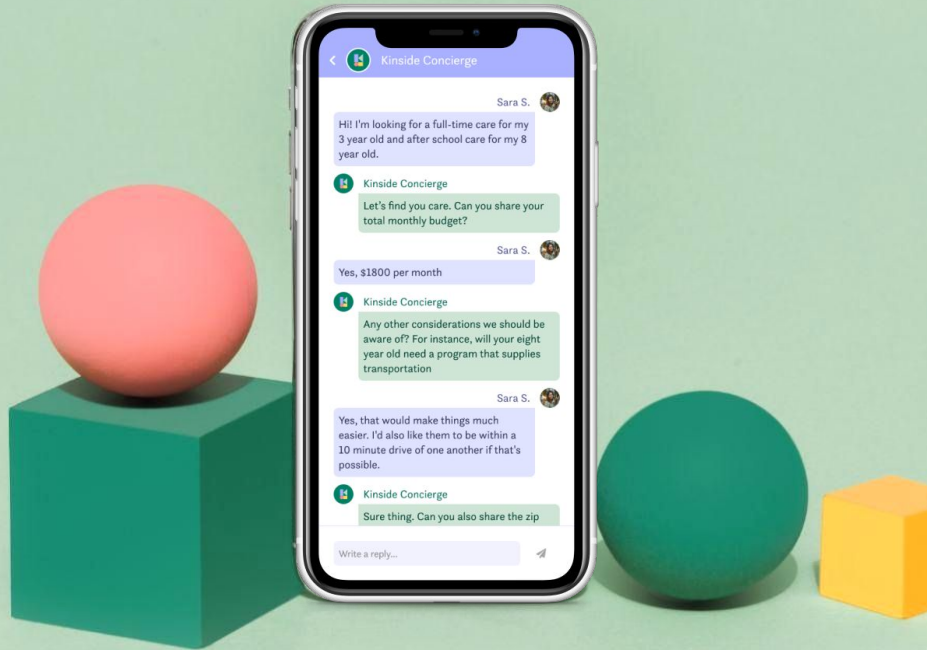 Kinside Concierge
Sara S.
Hi! I'm looking for a full-time care for my
3 year old and after school care for my 8
year old.
Kinside Concierge
Let's find you care. Can you share your
total monthly budget?
Sara S.
Yes, $1800 per month
Kinside Concierge
Any other considerations we should be
aware of? For instance, will your eight
year old need a program that supplies
transportation
Sara S.
Yes, that would make things much
easier. I'd also like them to be within a
10 minute drive of one another if that's
possible.
Kinside Concierge
Sure thing. Can you also share the zip
Write a reply...